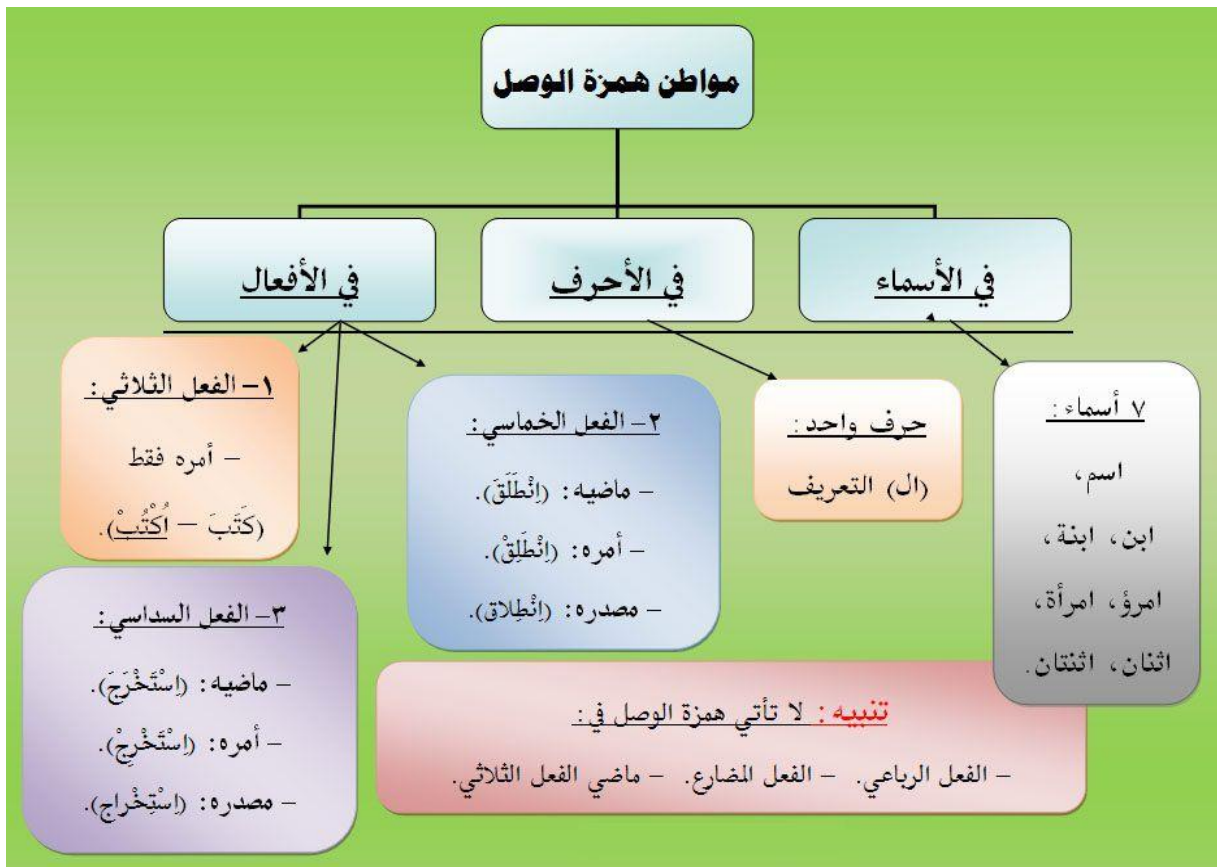 مواطن همزة الوصل
في الأسماء
في الأحرف
في الأفعال
٧ أسماء:
اسم،
ابن، ابنة،
امرؤ، امرأة،
اثنان، اثنتان.
حرف واحد:
(ال) التعريف
١- الفعل الثلاثي:
- أمره فقط
(كَتَبَ – اُكْتُبْ).
٢- الفعل الخماسي:
- ماضيه: (اِنْطَلَقَ).
- أمره: (اِنْطَلِقْ).
- مصدره: (اِنْطِلاق).
٣- الفعل السداسي:
- ماضيه: (اِسْتَخْرَجَ).
- أمره: (اِسْتَخْرِجْ).
- مصدره: (اِسْتِخْراج).
تنبيه: لا تأتي همزة الوصل في:
- الفعل الرباعي. - الفعل المضارع. - ماضي الفعل الثلاثي.